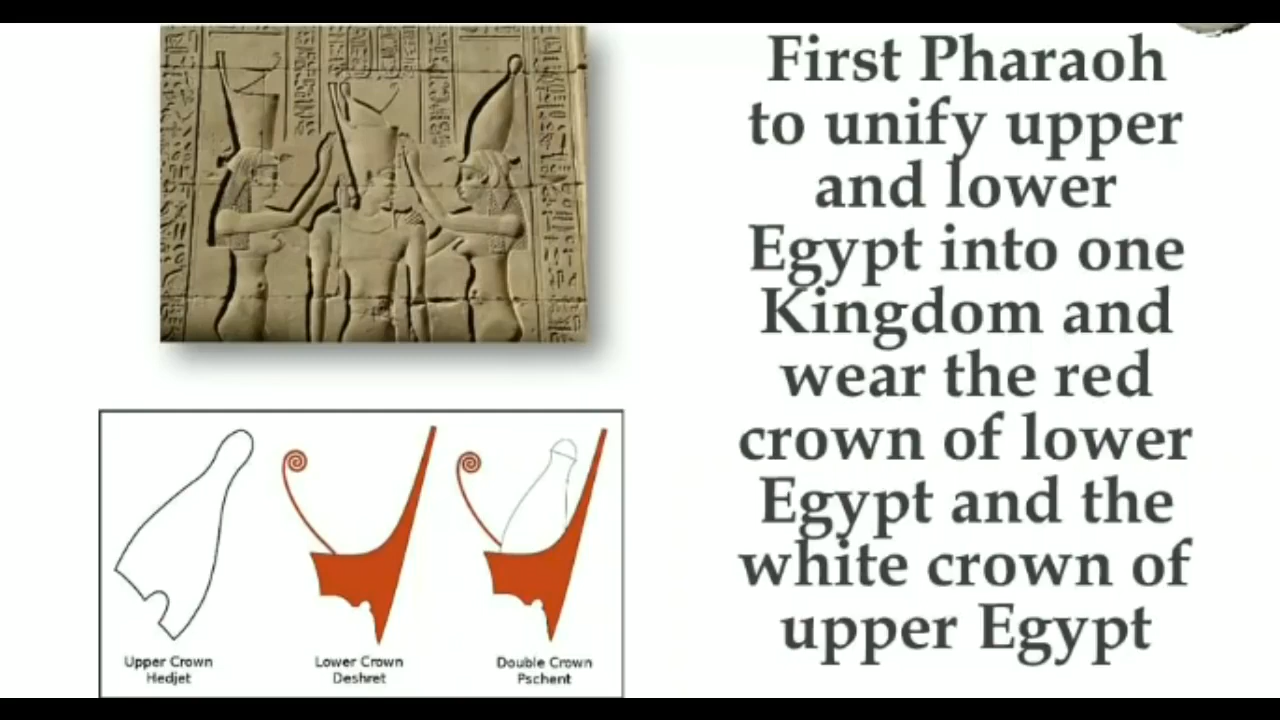 First Pharaoh
to unify upper
and lower
Egypt into one
Kingdom and
wear the red
crown of lower
Egypt and the
white crown of
upper Egypt
Upper Crown
Hedjet
Lower Crown
Deshret
Double Crown
Pschent